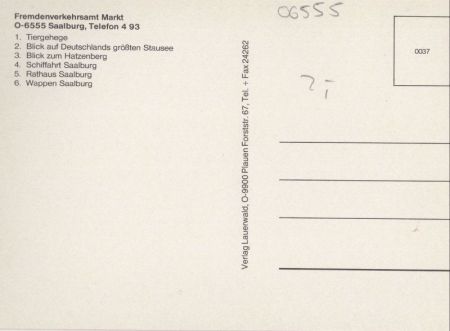 Fremdenverkehrsamt Markt
O-6555 Saalburg, Telefon 4 93
1. Tiergehege
2. Blick auf Deutschlands größten Stausee
3. Blick zum Hatzenberg
4. Schiffahrt Saalburg
5. Rathaus Saalburg
6. Wappen Saalburg
Verlag Lauerwald, O-9900 Plauen Forststr. 67, Tel. + Fax 24262
06555
0037